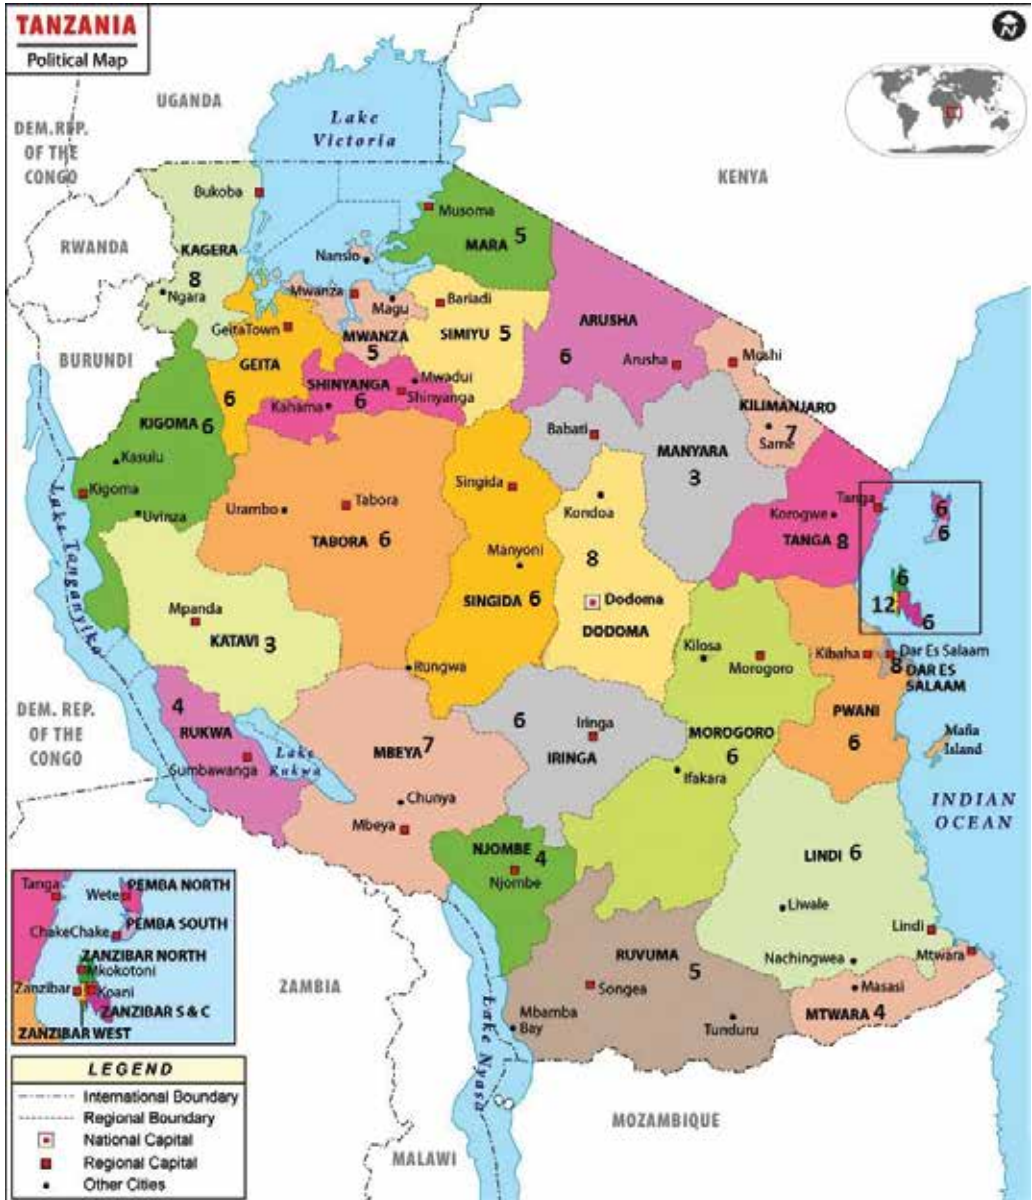 TANZANIA
Political Map
N
UGANDA
DEM.REP.
OF THE
CONGO
Lake
Victoria
KENYA
Bukoba
Musoma
MARA 5
RWANDA
KAGERA
8
Nansio
Ngara
Mwanza
Magu
Bariadi
GeitaTown
MWANZA
5
SIMIYU 5
ARUSHA
6
Arusha
Moshi
BURUNDI
GEITA
6
SHINYANGA
6
Mwadui
Shinyanga
Kahama
KILIMANJARO
7
Same
KIGOMA 6
Babati
MANYARA
3
Kasulu
Kigoma
Uvinza
Urambo
Tabora
TABORA 6
Singida
Kondoa
Tanga
Korogwe
TANGA 8
6
6
Manyoni
SINGIDA 6
8
Dodoma
DODOMA
6
12
6
Lake Tanganyika
Mpanda
KATAVI 3
Rungwa
Kilosa
Morogoro
Kibaha
Dar Es Salaam
8
DAR ES
SALAAM
4
RUKWA
Sumbawanga
DEM. REP.
OF THE
CONGO
Lake
Rukwa
MBEYA 7
6
Iringa
IRINGA
MOROGORO
6
Ifakara
PWANI
6
Mafia
Island
Chunya
Mbeya
INDIAN
OCEAN
NJOMBE
4
Njombe
LINDI 6
Liwale
Lindi
Nachingwea
Mtwara
Masasi
MTWARA 4
RUVUMA
5
Songea
Mbamba
Bay
Tunduru
Lake Nyasa
ZAMBIA
MALAWI
MOZAMBIQUE
Tanga
Wete
PEMBA NORTH
ChakeChake
PEMBA SOUTH
ZANZIBAR NORTH
Mkokotoni
Zanzibar
Koani
ZANZIBAR S & C
ZANZIBAR WEST
LEGEND
International Boundary
Regional Boundary
National Capital
Regional Capital
Other Cities